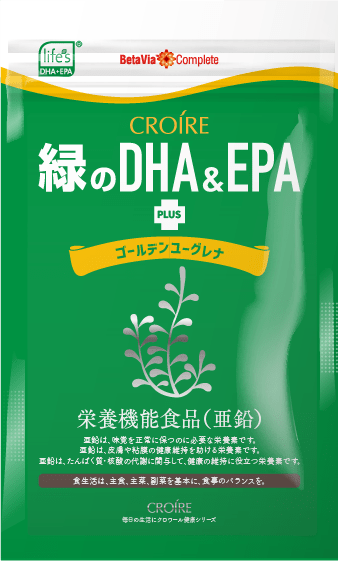 life's
DHA・EPA
BetaVia Complete
CROIRE
緑のDHA&EPA
PLUS
ゴールデンユーグレナ
栄養機能食品(亜鉛)
亜鉛は、味覚を正常に保つのに必要な栄養素です。
亜鉛は、皮膚や粘膜の健康維持を助ける栄養素です。
亜鉛は、たんぱく質・核酸の代謝に関与して、健康の維持に役立つ栄養素です。
食生活は、主食、主菜、副菜を基本に、食事のバランスを。
CROIRE
毎日の生活にクロワール健康シリーズ